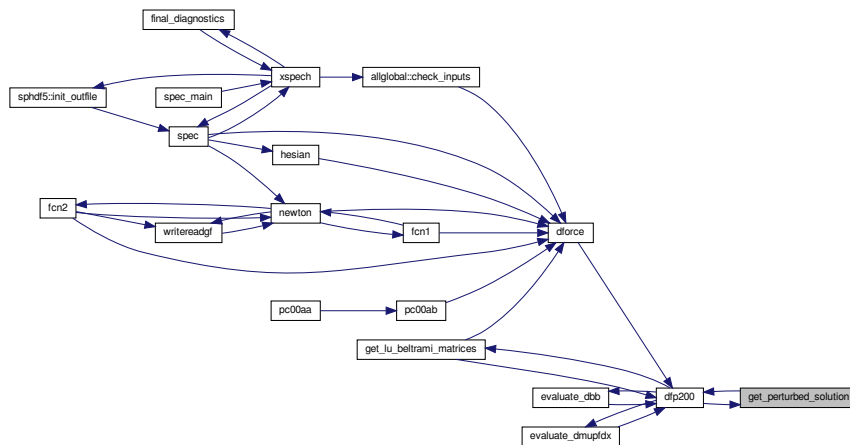 final_diagnostics
xspech
allglobal::check_inputs
sphdf5::init_outfile
spec_main
spec
hesian
fcn2
newton
writereadgf
fcn1
dforce
pc00aa
pc00ab
get_lu_beltrami_matrices
evaluate_dbb
dfp200
get_perturbed_solution
evaluate_dmupfdx